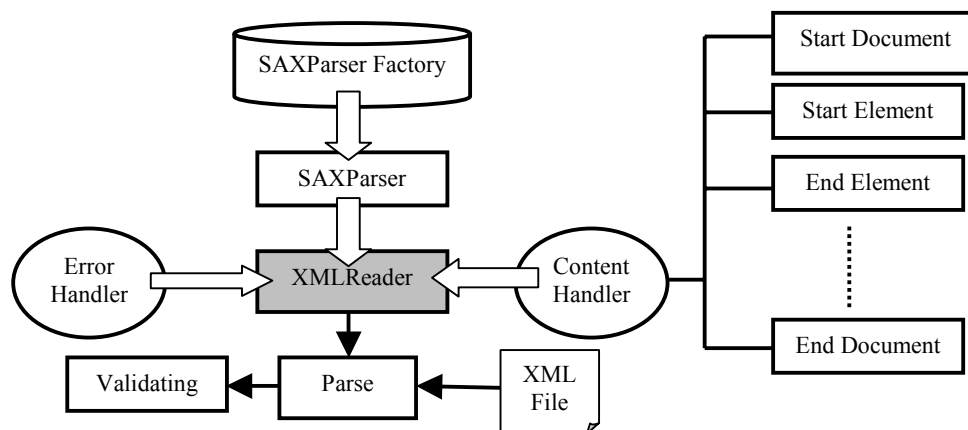 SAXParser Factory
SAXParser
Error
Handler
XMLReader
Content
Handler
Validating
Parse
XML
File
Start Document
Start Element
End Element
End Document